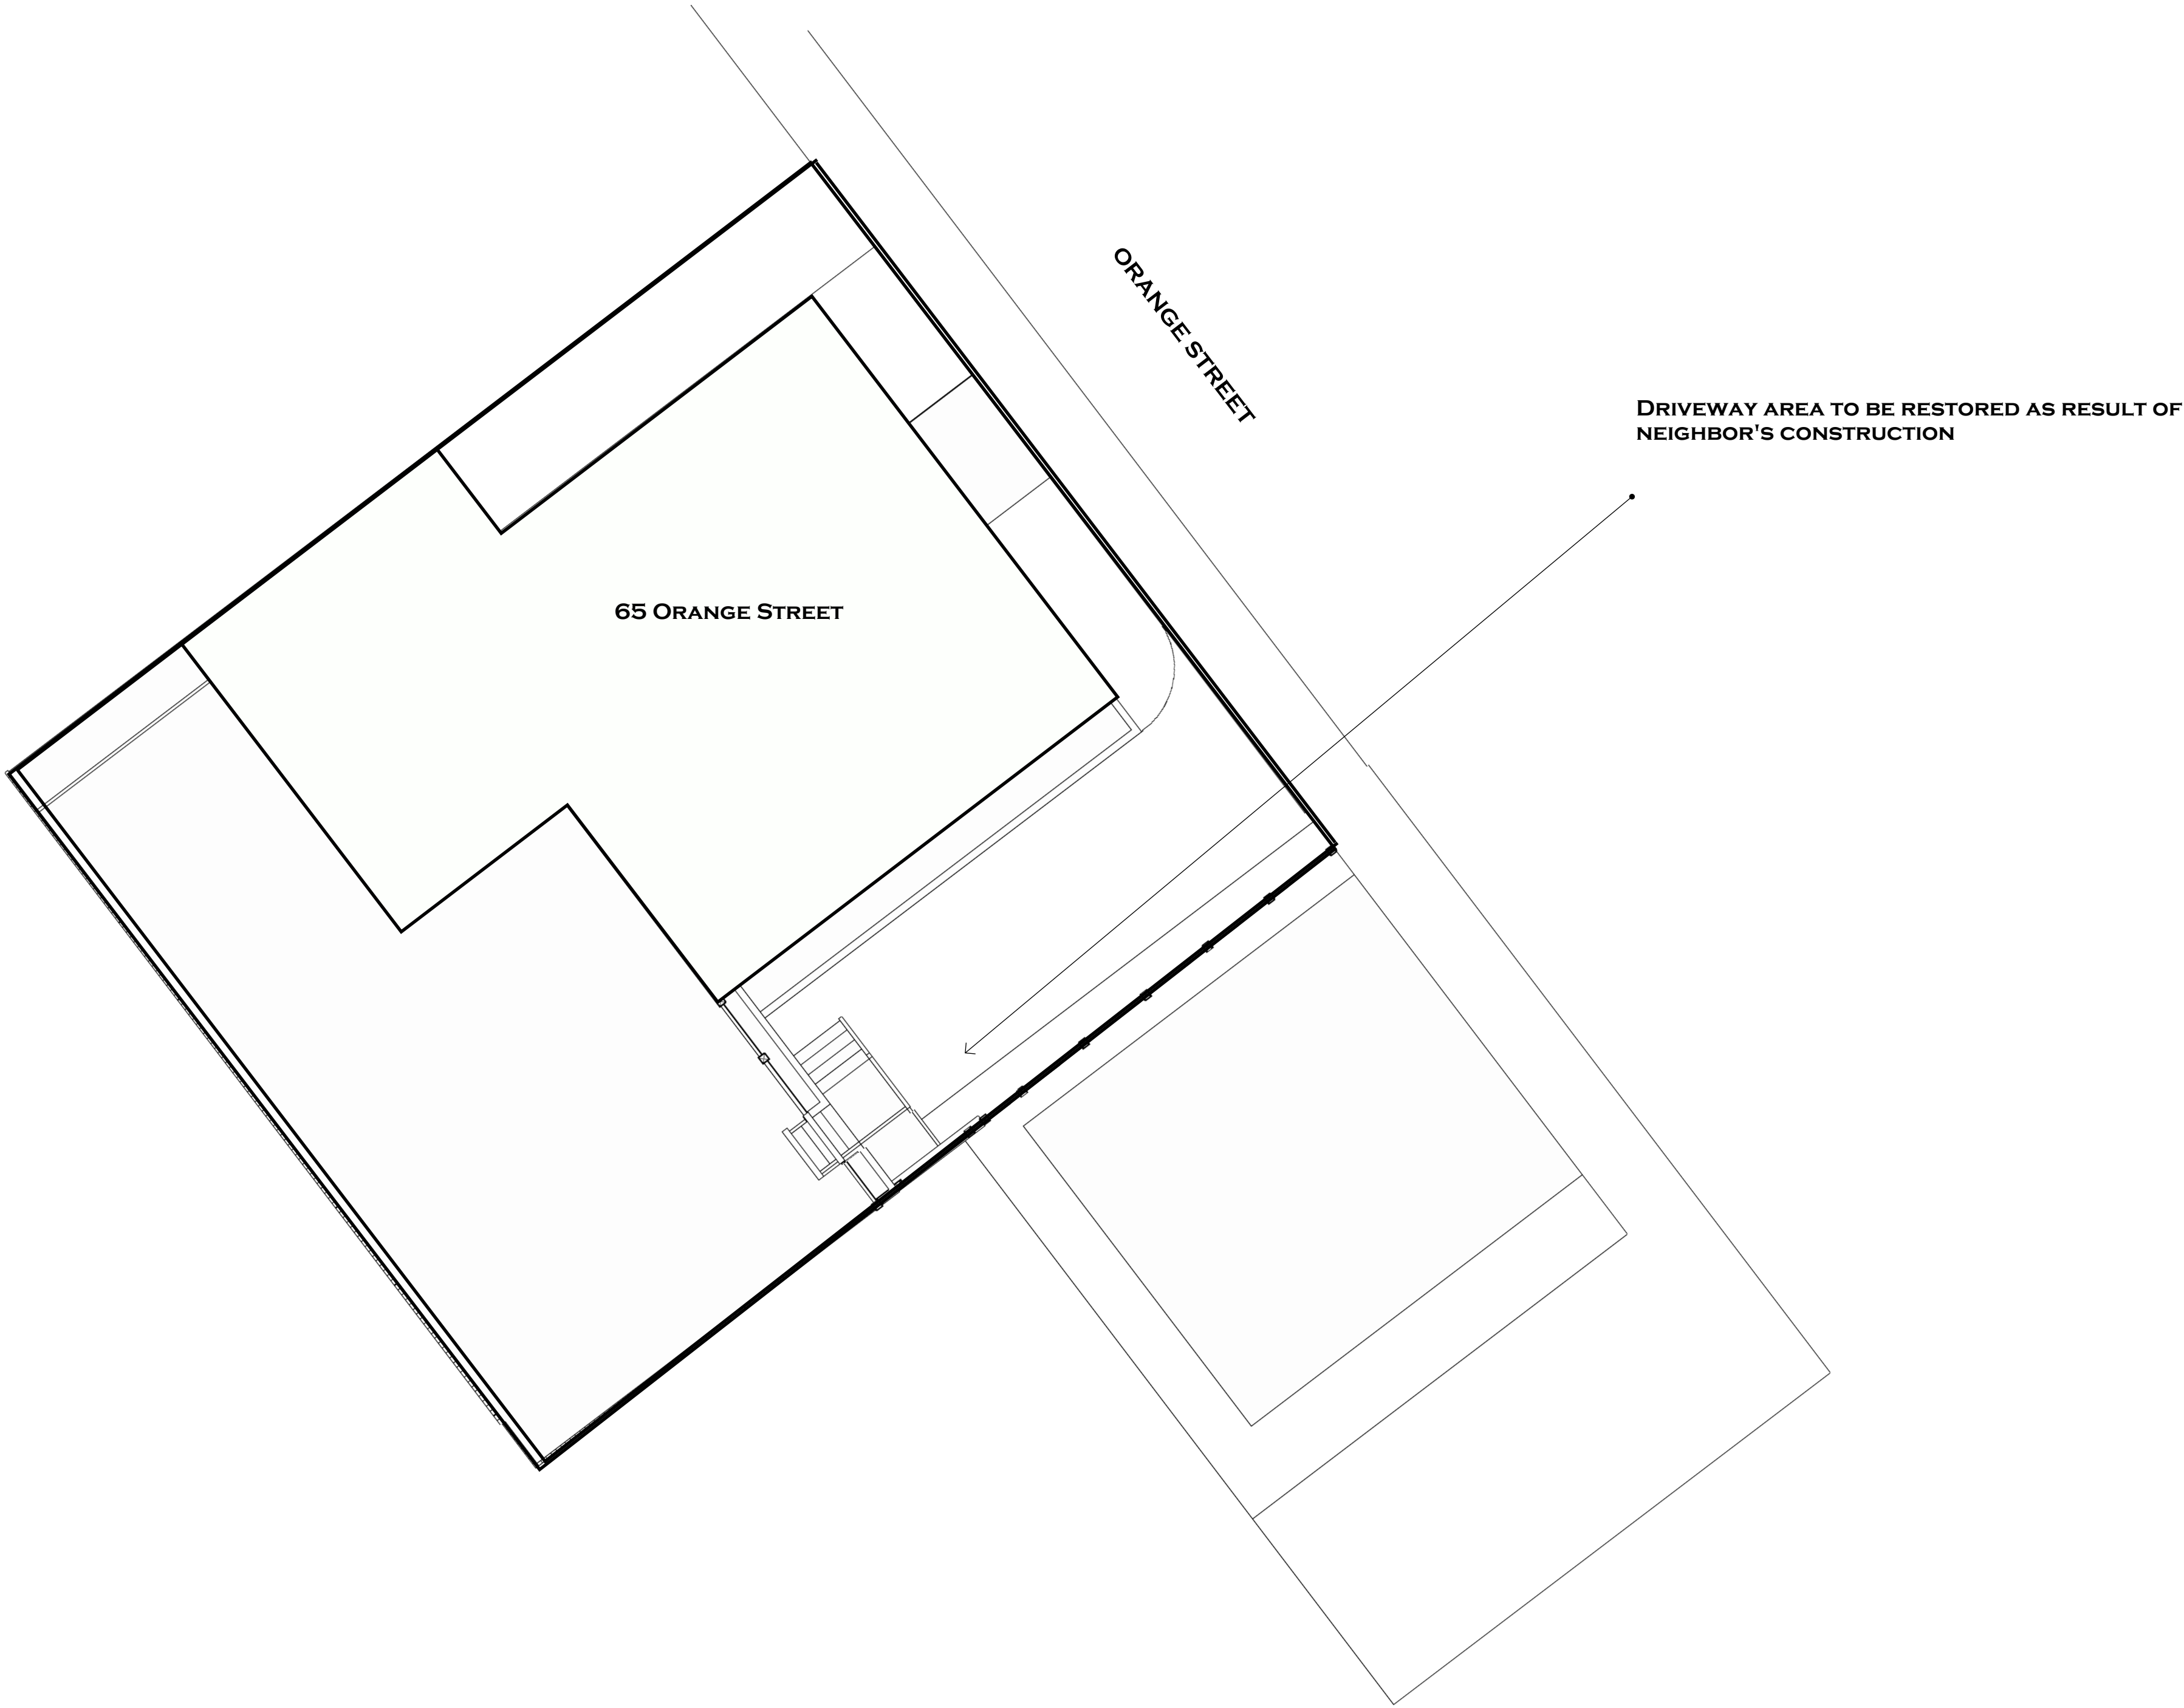 ORANGE STREET
DRIVEWAY AREA TO BE RESTORED AS RESULT OF
NEIGHBOR'S CONSTRUCTION
65 ORANGE STREET